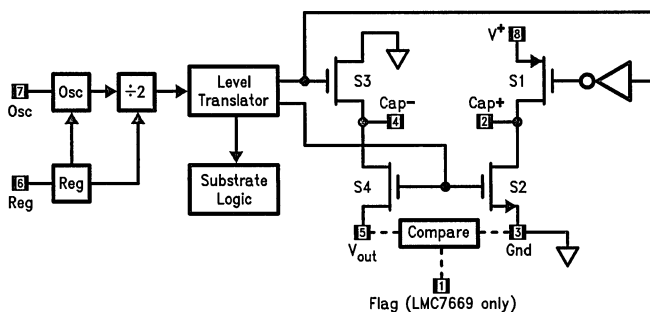 V+
8
S3
S1
7
Osc
÷2
Level
Translator
Osc
Cap-
4
Cap+
2
6
Reg
Reg
Substrate
Logic
S4
S2
5
Compare
3
Vout
Gnd
1
Flag (LMC7669 only)